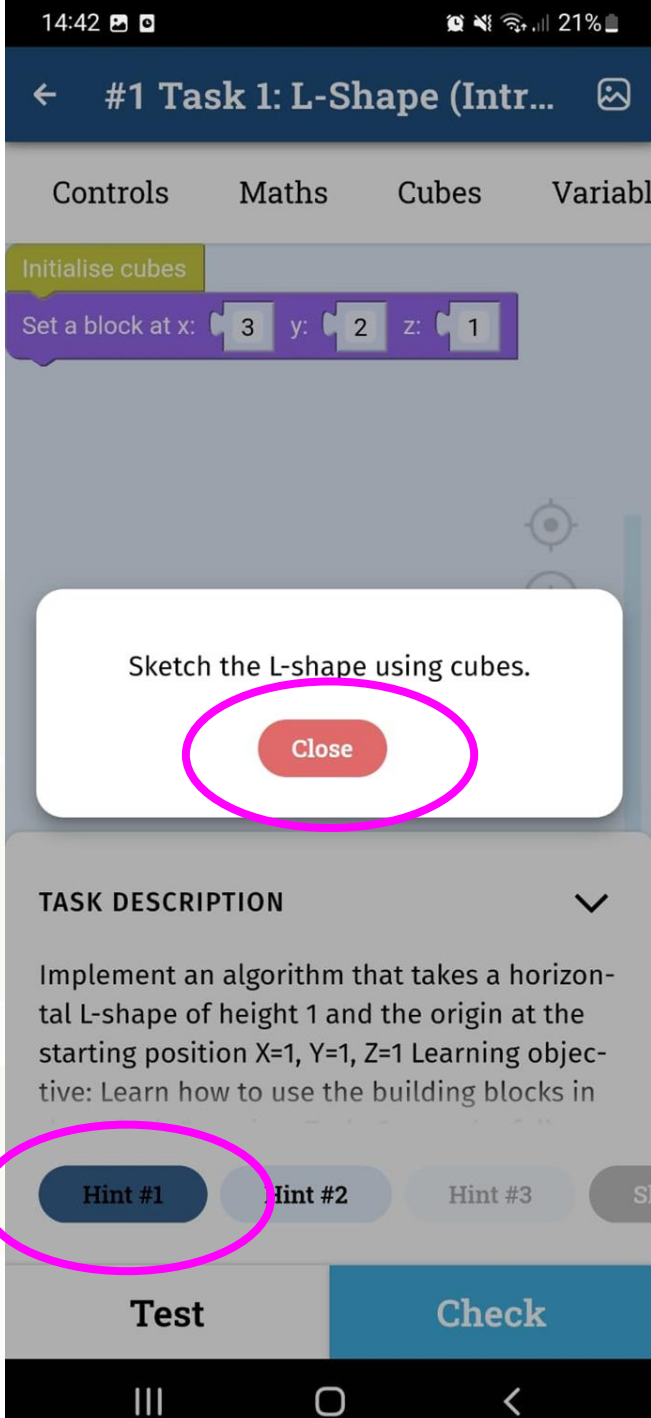 14:42 21%
#1 Task 1: L-Shape (Intr...
Controls Maths Cubes Variabl
Initialise cubes
Set a block at x: 3 y: 2 z: 1
Sketch the L-shape using cubes.
Close
TASK DESCRIPTION
Implement an algorithm that takes a horizon-
tal L-shape of height 1 and the origin at the
starting position X=1, Y=1, Z=1 Learning objec-
tive: Learn how to use the building blocks in
Hint #1 Hint #2 Hint #3 S
Test Check